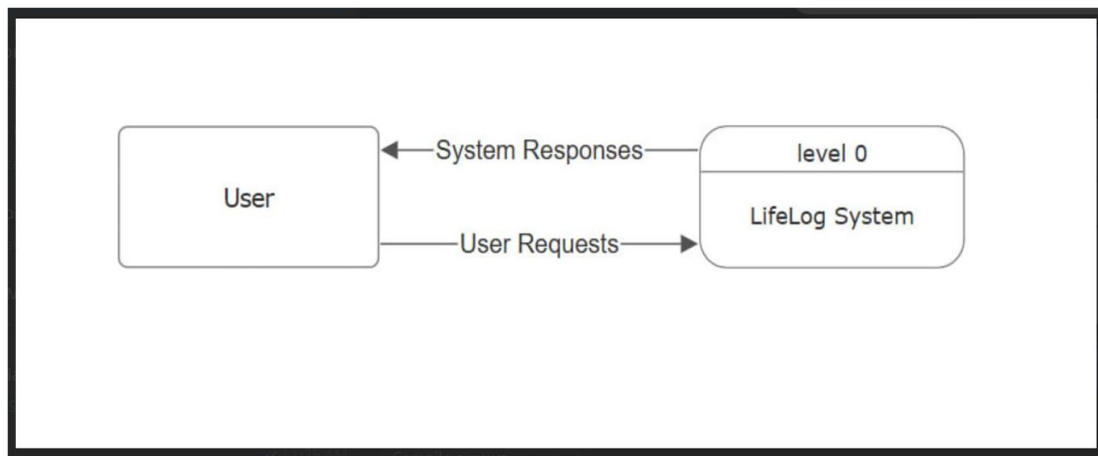 System Responses
level 0
User
LifeLog System
User Requests